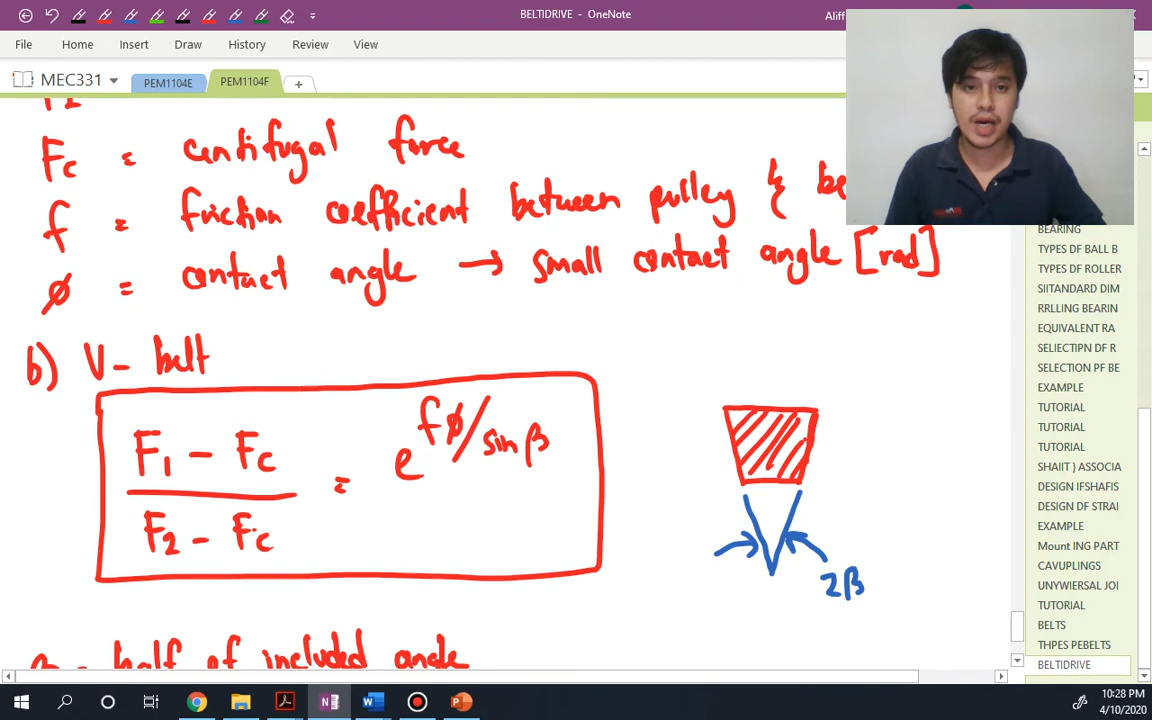 BELTIDRIVE - OneNote
Aliff
File Home Insert Draw History Review View
MEC331
PEM1104E
PEM1104F
Fc = centifugal force
f = friction coefficient between pulley &
ø = contact angle → small contact angle [rad]
b) V- belt
F1 - Fc / F2 - Fc = e^fø/sin β
2β
half of included angle
BEARING
TYPES DF BALL B
TYPES DF ROLLER
SIITANDARD DIM
RRLLING BEARIN
EQUIVALENT RA
SELIECTIPN DF R
SELECTION PF BE
EXAMPLE
TUTORIAL
TUTORIAL
TUTORIAL
SHAIIT } ASSOCIA
DESIGN IFSHAFIS
DESIGN DF STRAI
EXAMPLE
Mount ING PART
CAVUPLINGS
UNYWIERSAL JOI
TUTORIAL
BELTS
THPES PEBELTS
BELTIDRIVE
10:28 PM
4/10/2020